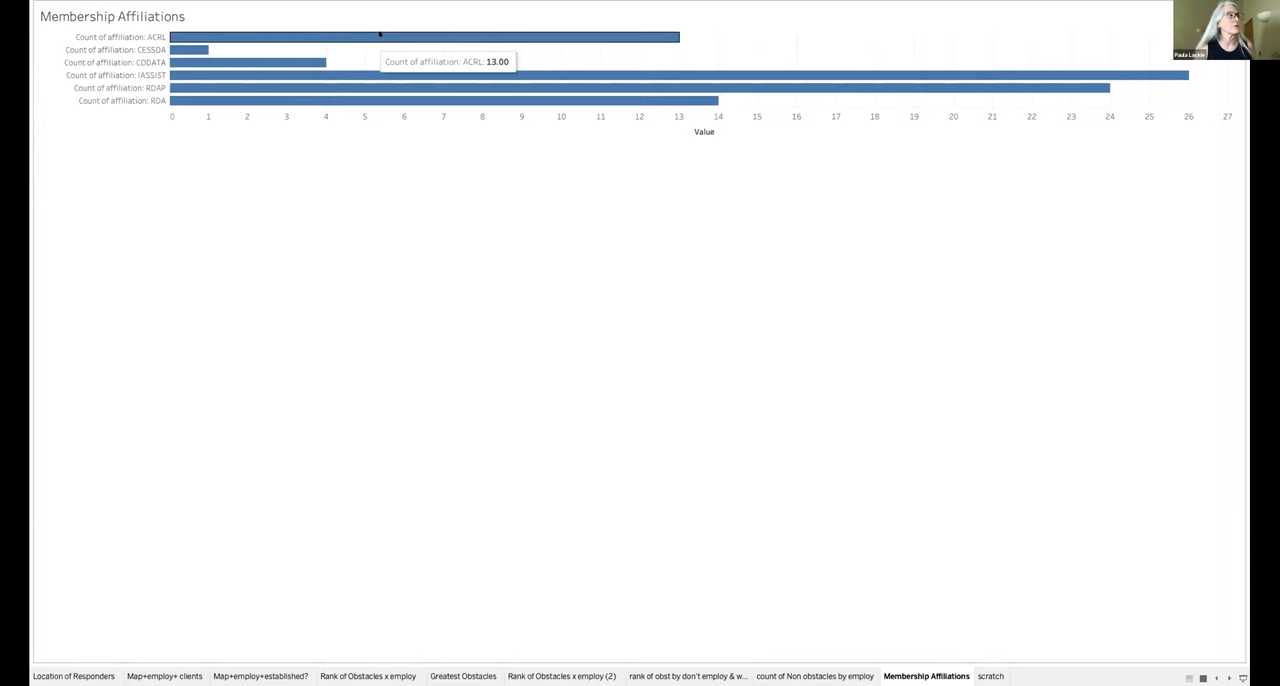 Membership Affiliations
Count of affiliation: ACRL
Count of affiliation: CESSDA
Count of affiliation: CODATA
Count of affiliation: IASSIST
Count of affiliation: RDAP
Count of affiliation: RDA
Count of affiliation: ACRL: 13.00
0 1 2 3 4 5 6 7 8 9 10 11 12 13 14 15 16 17 18 19 20 21 22 23 24 25 26 27
Value
Paula Lackie
Location of Responders Map+employ+ clients Map+employ+established? Rank of Obstacles x employ Greatest Obstacles Rank of Obstacles x employ (2) rank of obst by don't employ & w... count of Non obstacles by employ Membership Affiliations scratch